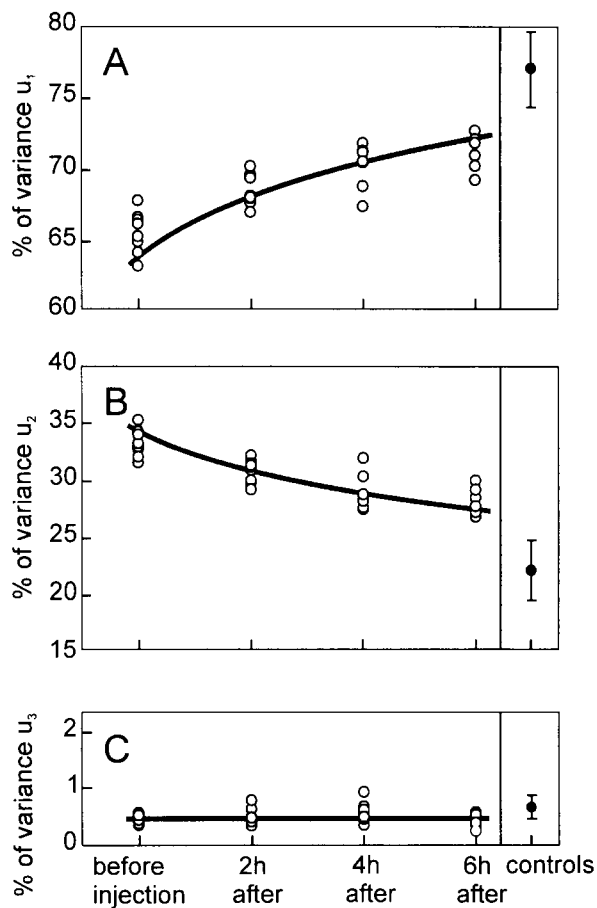 A
% of variance u₁
80
75
70
65
60
B
% of variance u₂
40
35
30
25
20
15
C
% of variance u₃
2
1
0
before injection
2h after
4h after
6h after
controls